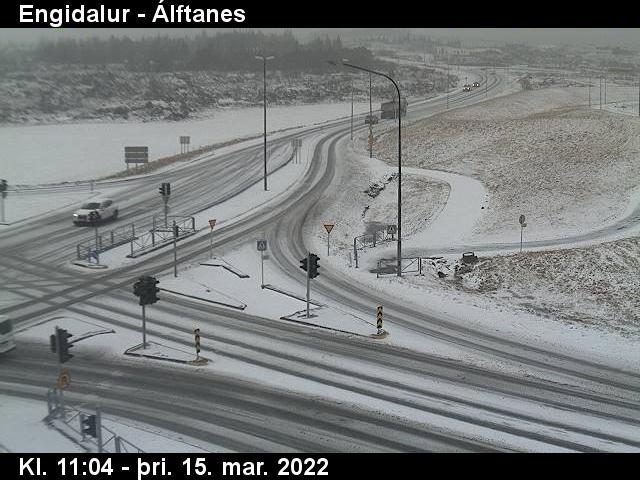 Engidalur - Álftanes
Kl. 11:04 - þri. 15. mar. 2022